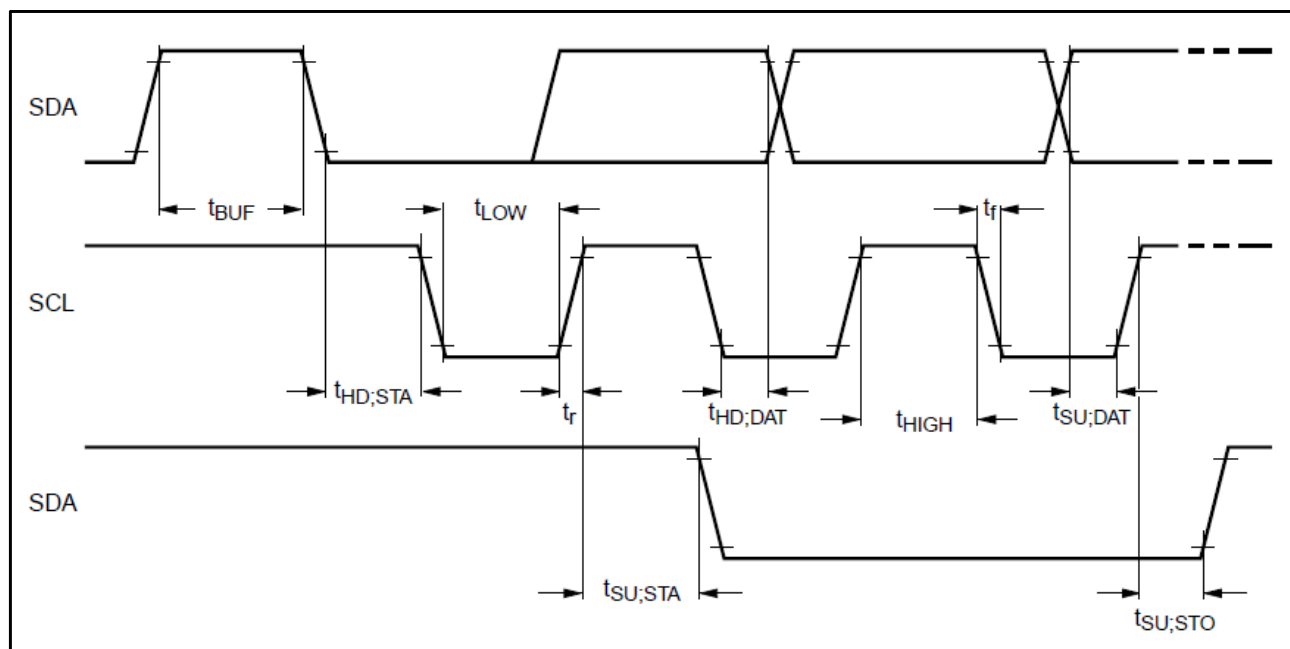 SDA
tBUF tLOW tf
SCL
tHD;STA tr tHD;DAT tHIGH tSU;DAT
SDA
tSU;STA tSU;STO